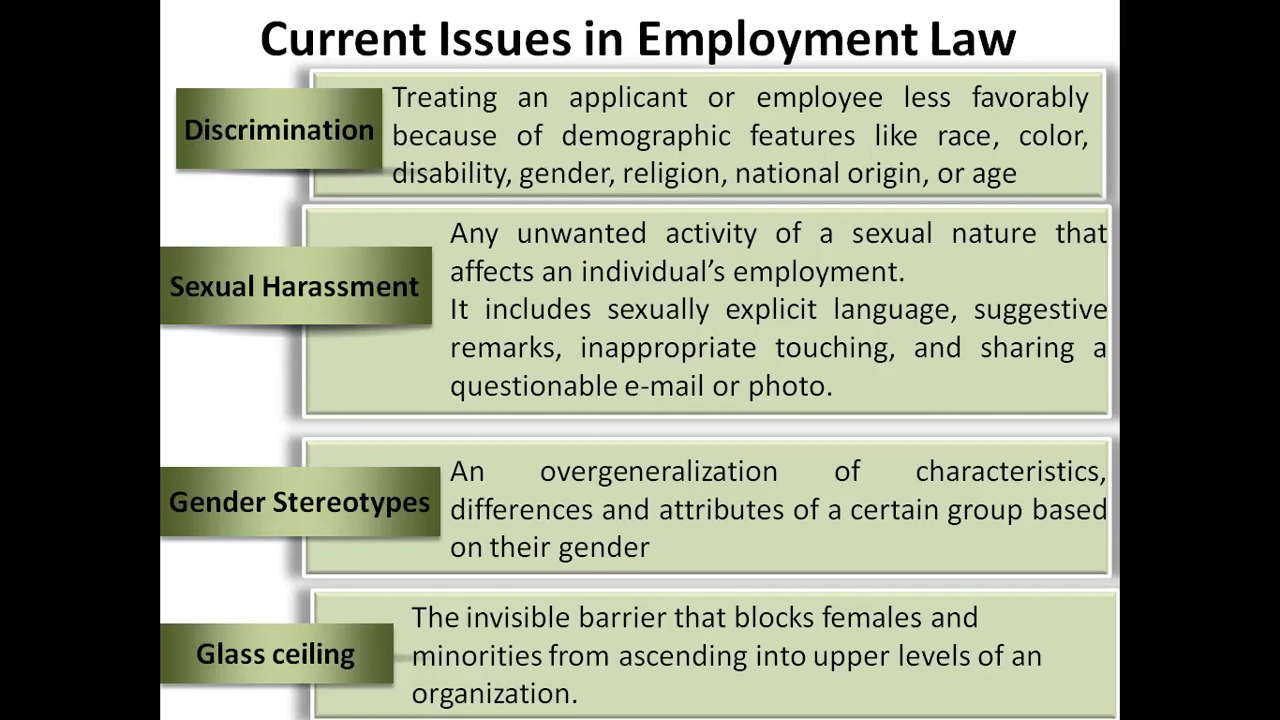 Current Issues in Employment Law
Discrimination
Treating an applicant or employee less favorably
because of demographic features like race, color,
disability, gender, religion, national origin, or age
Sexual Harassment
Any unwanted activity of a sexual nature that
affects an individual’s employment.
It includes sexually explicit language, suggestive
remarks, inappropriate touching, and sharing a
questionable e-mail or photo.
Gender Stereotypes
An overgeneralization of characteristics,
differences and attributes of a certain group based
on their gender
Glass ceiling
The invisible barrier that blocks females and
minorities from ascending into upper levels of an
organization.